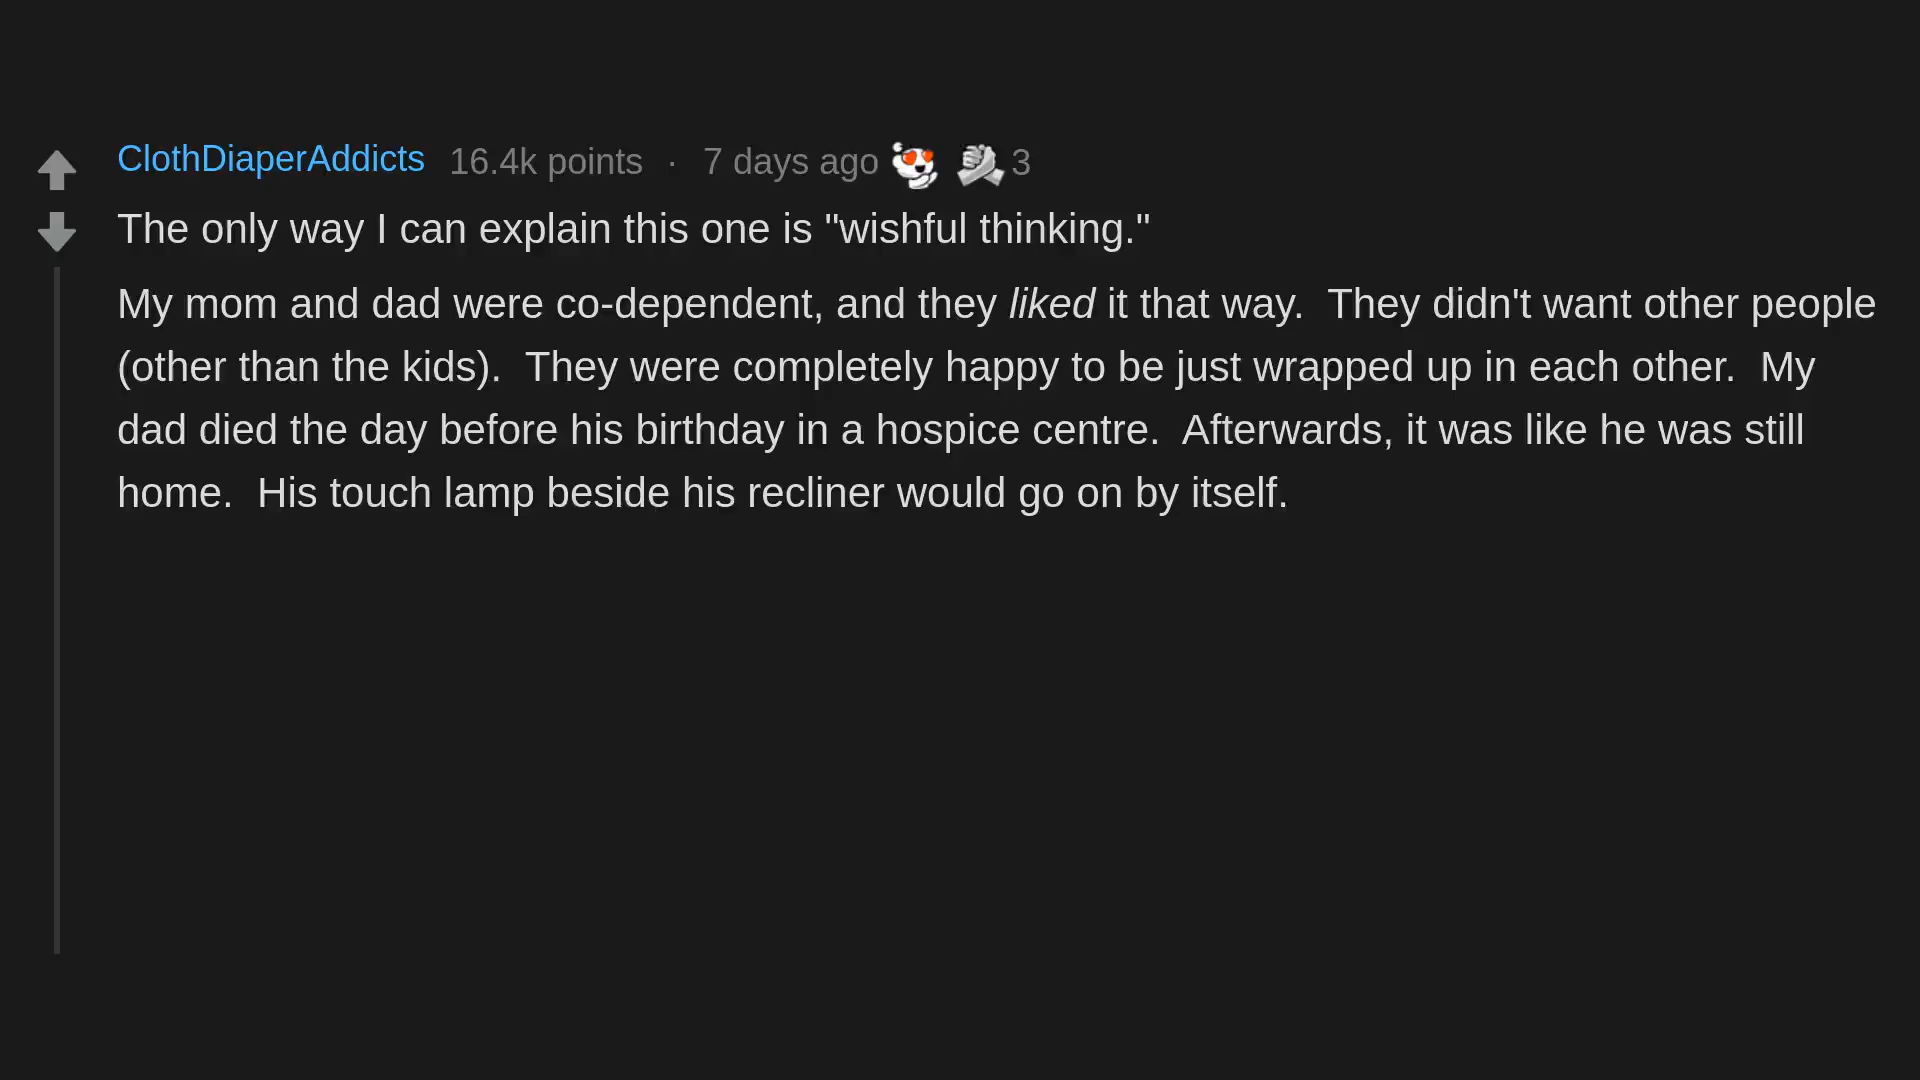 ClothDiaperAddicts 16.4k points · 7 days ago 3
The only way I can explain this one is "wishful thinking."
My mom and dad were co-dependent, and they liked it that way.  They didn't want other people
(other than the kids).  They were completely happy to be just wrapped up in each other.  My
dad died the day before his birthday in a hospice centre.  Afterwards, it was like he was still
home.  His touch lamp beside his recliner would go on by itself.